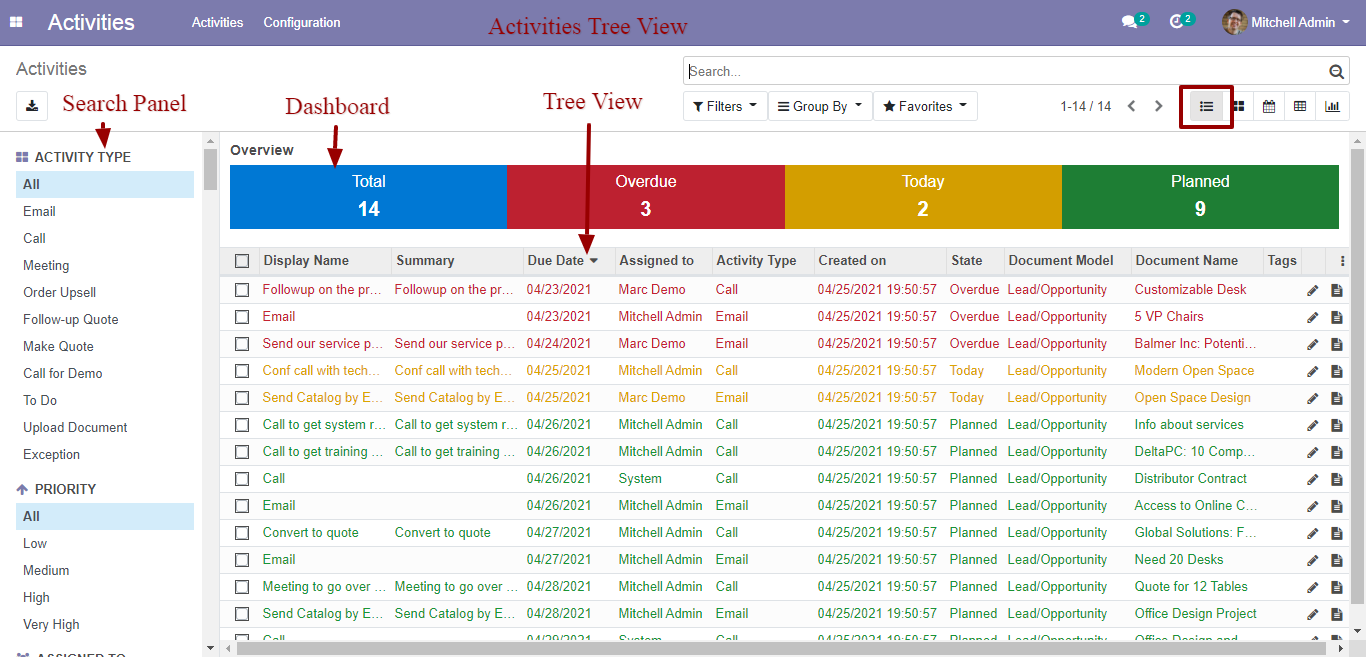 Activities Activities Configuration Activities Tree View 2 2 Mitchell Admin
Activities
Search...
Search Panel Dashboard Tree View
Filters Group By Favorites 1-14 / 14
ACTIVITY TYPE
All
Email
Call
Meeting
Order Upsell
Follow-up Quote
Make Quote
Call for Demo
To Do
Upload Document
Exception
PRIORITY
All
Low
Medium
High
Very High
ASSIGNED TO
Overview
Total Overdue Today Planned
14 3 2 9
Display Name Summary Due Date Assigned to Activity Type Created on State Document Model Document Name Tags
Followup on the pr... Followup on the pr... 04/23/2021 Marc Demo Call 04/25/2021 19:50:57 Overdue Lead/Opportunity Customizable Desk
Email 04/23/2021 Mitchell Admin Email 04/25/2021 19:50:57 Overdue Lead/Opportunity 5 VP Chairs
Send our service p... Send our service p... 04/24/2021 Marc Demo Email 04/25/2021 19:50:57 Overdue Lead/Opportunity Balmer Inc: Potenti...
Conf call with tech... Conf call with tech... 04/25/2021 Mitchell Admin Call 04/25/2021 19:50:57 Today Lead/Opportunity Modern Open Space
Send Catalog by E... Send Catalog by E... 04/25/2021 Marc Demo Email 04/25/2021 19:50:57 Today Lead/Opportunity Open Space Design
Call to get system r... Call to get system r... 04/26/2021 Mitchell Admin Call 04/25/2021 19:50:57 Planned Lead/Opportunity Info about services
Call to get training ... Call to get training ... 04/26/2021 Mitchell Admin Call 04/25/2021 19:50:57 Planned Lead/Opportunity DeltaPC: 10 Comp...
Call 04/26/2021 System Call 04/25/2021 19:50:57 Planned Lead/Opportunity Distributor Contract
Email 04/26/2021 Mitchell Admin Email 04/25/2021 19:50:57 Planned Lead/Opportunity Access to Online C...
Convert to quote Convert to quote 04/27/2021 Mitchell Admin Call 04/25/2021 19:50:57 Planned Lead/Opportunity Global Solutions: F...
Email 04/27/2021 Mitchell Admin Email 04/25/2021 19:50:57 Planned Lead/Opportunity Need 20 Desks
Meeting to go over ... Meeting to go over ... 04/28/2021 Mitchell Admin Call 04/25/2021 19:50:57 Planned Lead/Opportunity Quote for 12 Tables
Send Catalog by E... Send Catalog by E... 04/28/2021 Mitchell Admin Email 04/25/2021 19:50:57 Planned Lead/Opportunity Office Design Project
Call 04/29/2021 System Call 04/25/2021 19:50:57 Planned Lead/Opportunity Office Design and